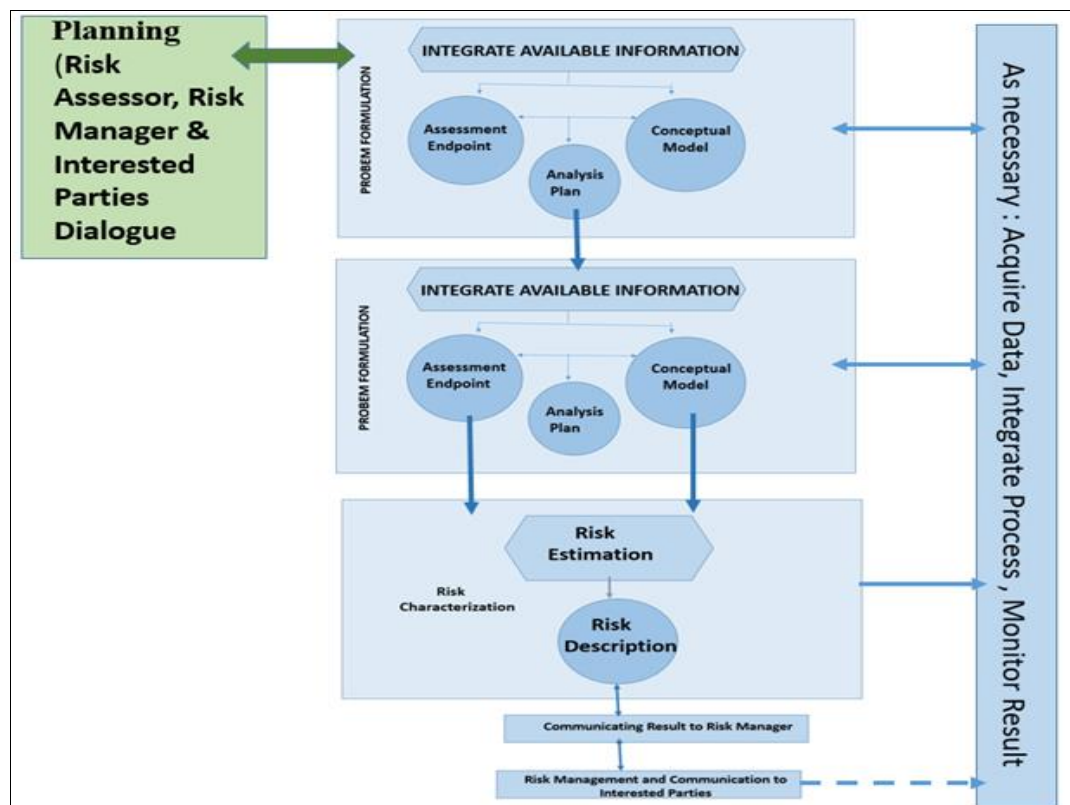 Planning
(Risk
Assessor, Risk
Manager &
Interested
Parties
Dialogue
PROBEM FORMULATION
INTEGRATE AVAILABLE INFORMATION
Assessment
Endpoint
Conceptual
Model
Analysis
Plan
PROBEM FORMULATION
INTEGRATE AVAILABLE INFORMATION
Assessment
Endpoint
Conceptual
Model
Analysis
Plan
Risk
Estimation
Risk
Characterization
Risk
Description
Communicating Result to Risk Manager
Risk Management and Communication to
Interested Parties
As necessary : Acquire Data, Integrate Process , Monitor Result